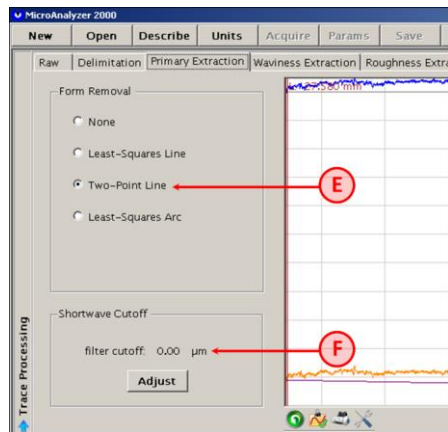 MicroAnalyzer 2000
New Open Describe Units Acquire Params Save
Raw Delimitation Primary Extraction Waviness Extraction Roughness Extra
Form Removal
None
Least-Squares Line
Two-Point Line
E
Least-Squares Arc
Shortwave Cutoff
filter cutoff: 0.00 µm
F
Adjust
Trace Processing